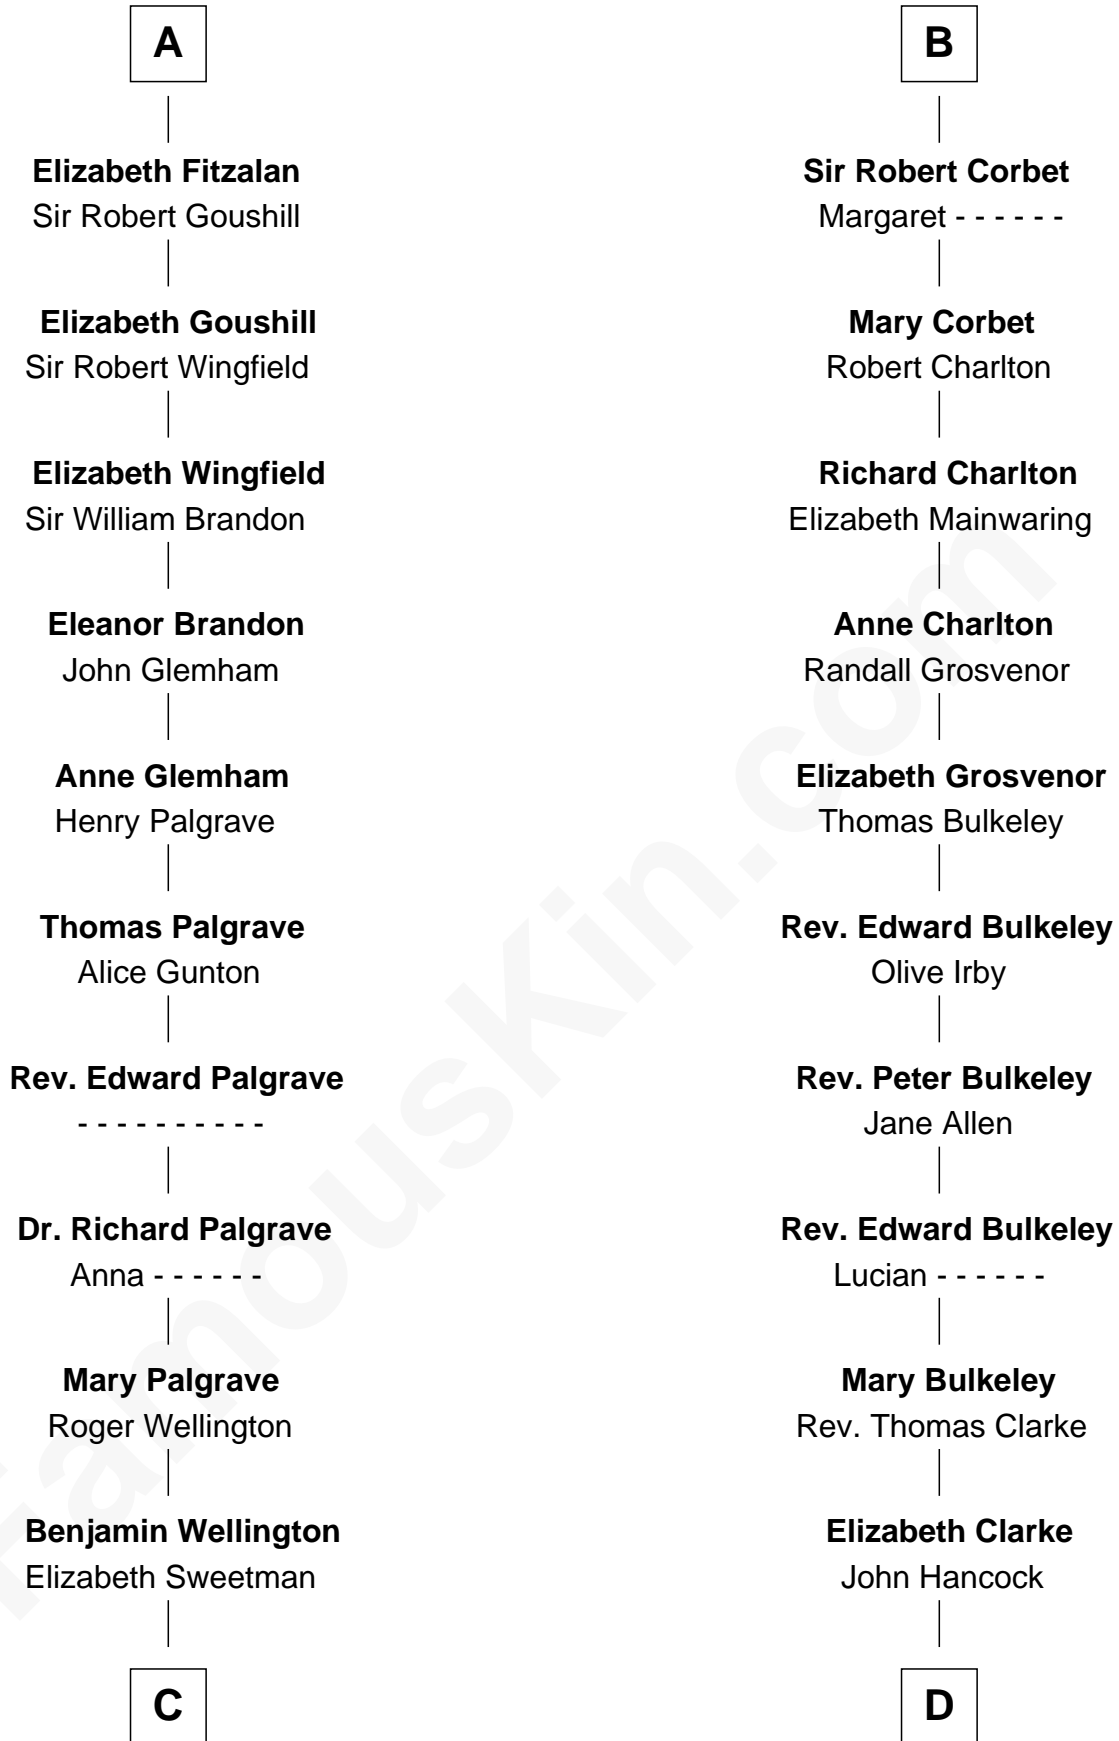 A
Elizabeth Fitzalan
Sir Robert Goushill
Elizabeth Goushill
Sir Robert Wingfield
Elizabeth Wingfield
Sir William Brandon
Eleanor Brandon
John Glemham
Anne Glemham
Henry Palgrave
Thomas Palgrave
Alice Gunton
Rev. Edward Palgrave
- - - - - - - - - -
Dr. Richard Palgrave
Anna - - - - - -
Mary Palgrave
Roger Wellington
Benjamin Wellington
Elizabeth Sweetman
C
B
Sir Robert Corbet
Margaret - - - - - -
Mary Corbet
Robert Charlton
Richard Charlton
Elizabeth Mainwaring
Anne Charlton
Randall Grosvenor
Elizabeth Grosvenor
Thomas Bulkeley
Rev. Edward Bulkeley
Olive Irby
Rev. Peter Bulkeley
Jane Allen
Rev. Edward Bulkeley
Lucian - - - - - -
Mary Bulkeley
Rev. Thomas Clarke
Elizabeth Clarke
John Hancock
D
FamousKin.com